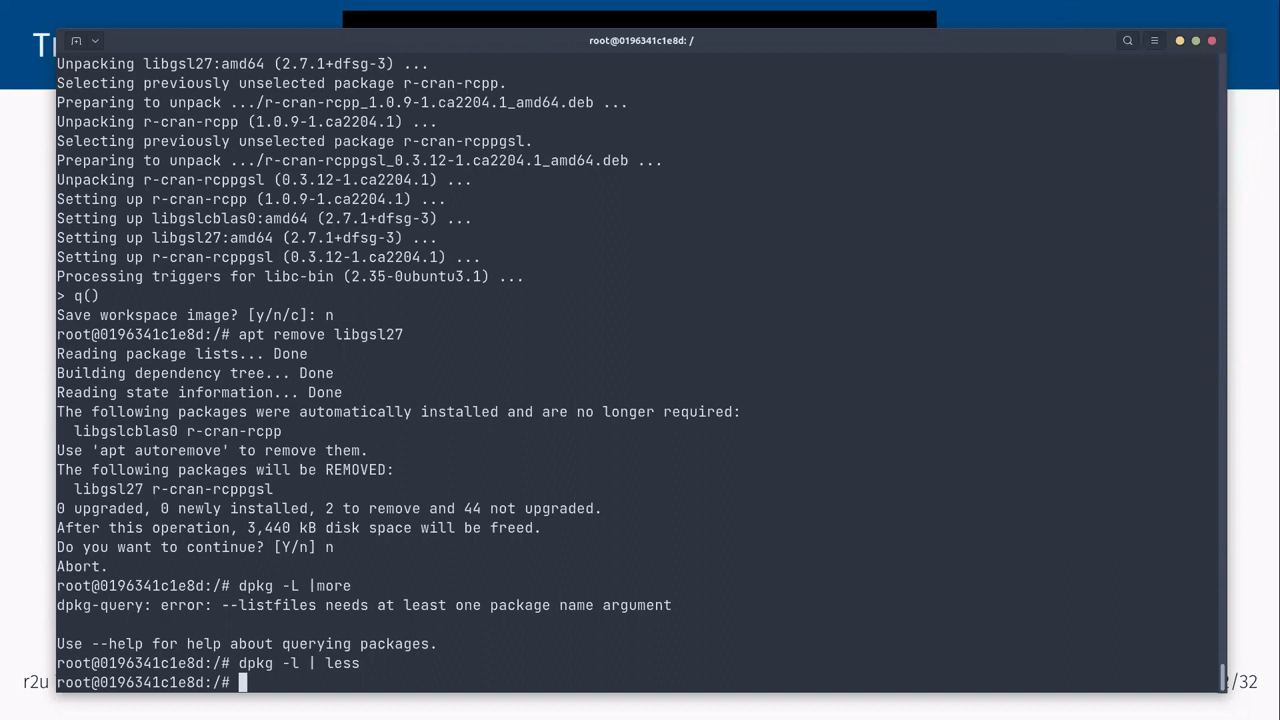 root@0196341c1e8d: /
Unpacking libgsl27:amd64 (2.7.1+dfsg-3) ...
Selecting previously unselected package r-cran-rcpp.
Preparing to unpack .../r-cran-rcpp_1.0.9-1.ca2204.1_amd64.deb ...
Unpacking r-cran-rcpp (1.0.9-1.ca2204.1) ...
Selecting previously unselected package r-cran-rcppgsl.
Preparing to unpack .../r-cran-rcppgsl_0.3.12-1.ca2204.1_amd64.deb ...
Unpacking r-cran-rcppgsl (0.3.12-1.ca2204.1) ...
Setting up r-cran-rcpp (1.0.9-1.ca2204.1) ...
Setting up libgslcblas0:amd64 (2.7.1+dfsg-3) ...
Setting up libgsl27:amd64 (2.7.1+dfsg-3) ...
Setting up r-cran-rcppgsl (0.3.12-1.ca2204.1) ...
Processing triggers for libc-bin (2.35-0ubuntu3.1) ...
> q()
Save workspace image? [y/n/c]: n
root@0196341c1e8d:/# apt remove libgsl27
Reading package lists... Done
Building dependency tree... Done
Reading state information... Done
The following packages were automatically installed and are no longer required:
libgslcblas0 r-cran-rcpp
Use 'apt autoremove' to remove them.
The following packages will be REMOVED:
libgsl27 r-cran-rcppgsl
0 upgraded, 0 newly installed, 2 to remove and 44 not upgraded.
After this operation, 3,440 kB disk space will be freed.
Do you want to continue? [Y/n] n
Abort.
root@0196341c1e8d:/# dpkg -L |more
dpkg-query: error: --listfiles needs at least one package name argument
Use --help for help about querying packages.
root@0196341c1e8d:/# dpkg -l | less
root@0196341c1e8d:/#
r2u
/32